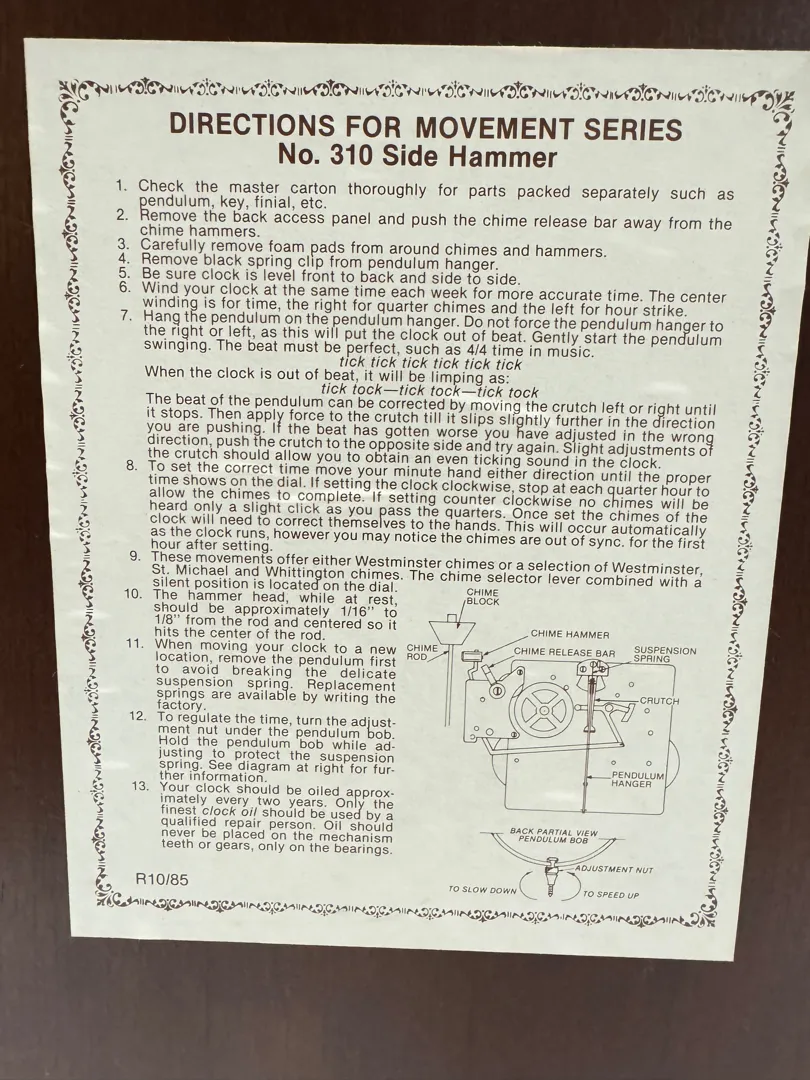 DIRECTIONS FOR MOVEMENT SERIES
No. 310 Side Hammer
1. Check the master carton thoroughly for parts packed separately such as
pendulum, key, finial, etc.
2. Remove the back access panel and push the chime release bar away from the
chime hammers.
3. Carefully remove foam pads from around chimes and hammers.
4. Remove black spring clip from pendulum hanger.
5. Be sure clock is level front to back and side to side.
6. Wind your clock at the same time each week for more accurate time. The center
winding is for time, the right for quarter chimes and the left for hour strike.
7. Hang the pendulum on the pendulum hanger. Do not force the pendulum hanger to
the right or left, as this will put the clock out of beat. Gently start the pendulum
swinging. The beat must be perfect, such as 4/4 time in music.
tick tick tick tick tick tick
When the clock is out of beat, it will be limping as:
tick tock—tick tock—tick tock
The beat of the pendulum can be corrected by moving the crutch left or right until
it stops. Then apply force to the crutch till it slips slightly further in the direction
you are pushing. If the beat has gotten worse you have adjusted in the wrong
direction, push the crutch to the opposite side and try again. Slight adjustments of
the crutch should allow you to obtain an even ticking sound in the clock.
8. To set the correct time move your minute hand either direction until the proper
time shows on the dial. If setting the clock clockwise, stop at each quarter hour to
allow the chimes to complete. If setting counter clockwise no chimes will be
heard only a slight click as you pass the quarters. Once set the chimes of the
clock will need to correct themselves to the hands. This will occur automatically
as the clock runs, however you may notice the chimes are out of sync. for the first
hour after setting.
9. These movements offer either Westminster chimes or a selection of Westminster,
St. Michael and Whittington chimes. The chime selector lever combined with a
silent position is located on the dial.
10. The hammer head, while at rest,
should be approximately 1/16" to
1/8" from the rod and centered so it
hits the center of the rod.
11. When moving your clock to a new
location, remove the pendulum first
to avoid breaking the delicate
suspension spring. Replacement
springs are available by writing the
factory.
12. To regulate the time, turn the adjust-
ment nut under the pendulum bob.
Hold the pendulum bob while ad-
justing to protect the suspension
spring. See diagram at right for fur-
ther information.
13. Your clock should be oiled approx-
imately every two years. Only the
finest clock oil should be used by a
qualified repair person. Oil should
never be placed on the mechanism
teeth or gears, only on the bearings.
R10/85
CHIME
BLOCK
CHIME HAMMER
CHIME
ROD
CHIME RELEASE BAR
SUSPENSION
SPRING
CRUTCH
PENDULUM
HANGER
BACK PARTIAL VIEW
PENDULUM BOB
ADJUSTMENT NUT
TO SLOW DOWN
TO SPEED UP